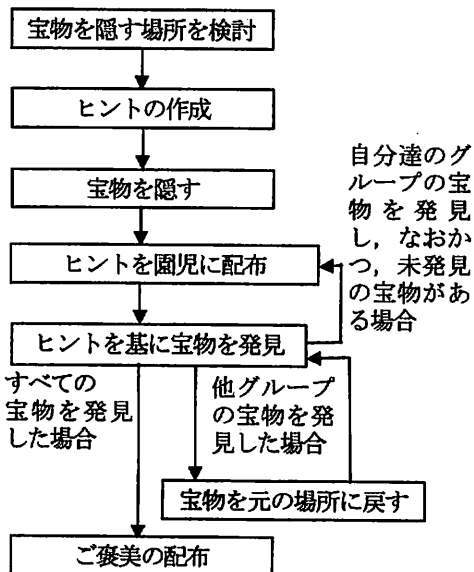 宝物を隠す場所を検討
ヒントの作成
宝物を隠す
自分達のグ
ループの宝
物を発見
し，なおか
つ，未発見
の宝物があ
る場合
ヒントを園児に配布
ヒントを基に宝物を発見
すべての
宝物を発見
した場合
他グループ
の宝物を発
見した場合
宝物を元の場所に戻す
ご褒美の配布